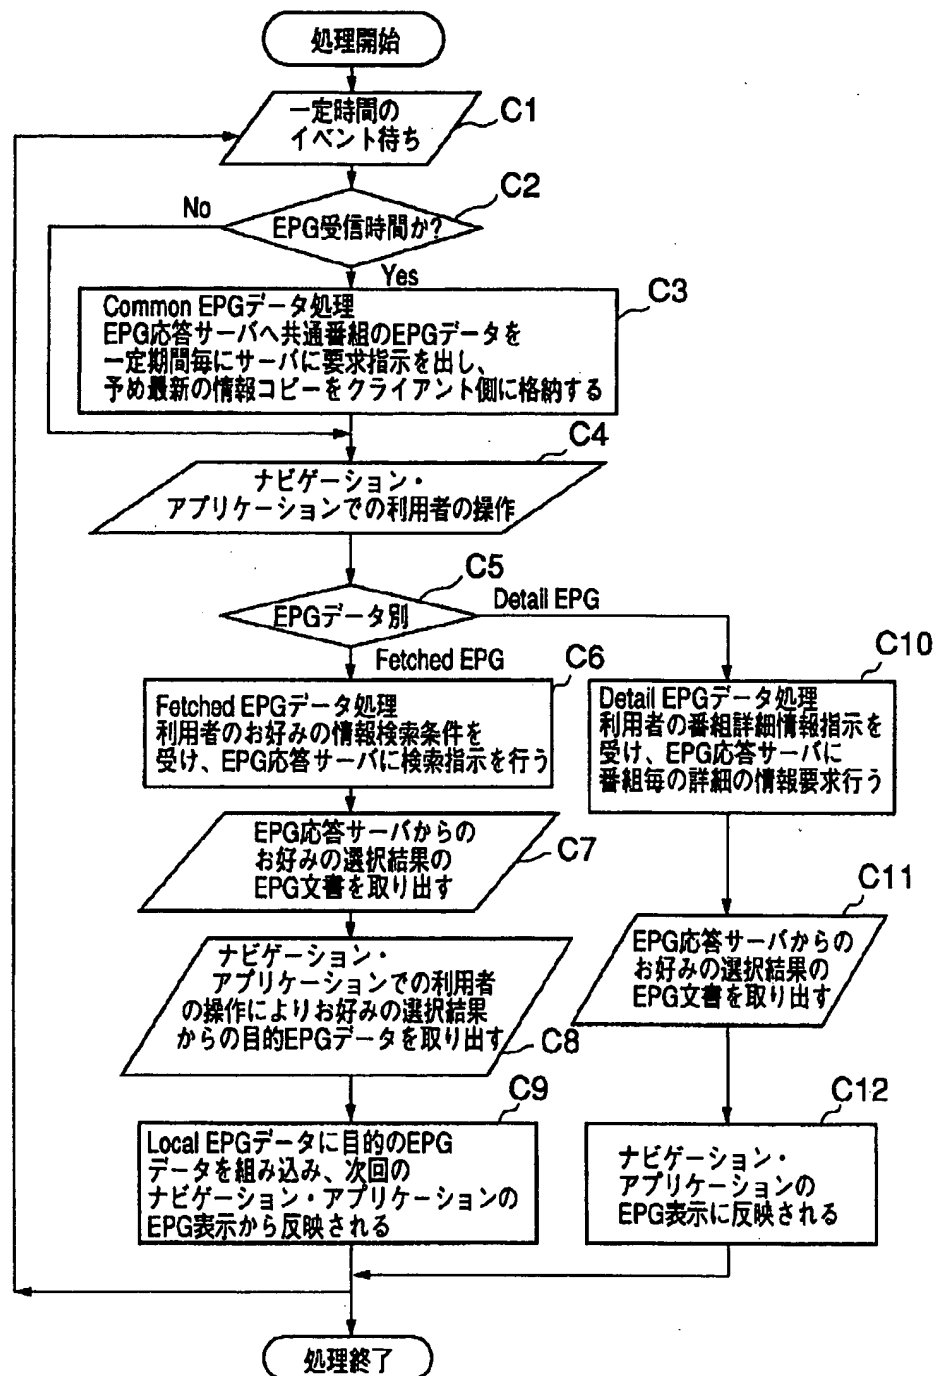 処理開始
一定時間の
イベント待ち
C1
C2
No
EPG受信時間か?
Yes
C3
Common EPGデータ処理
EPG応答サーバへ共通番組のEPGデータを
一定期間毎にサーバに要求指示を出し、
予め最新の情報コピーをクライアント側に格納する
C4
ナビゲーション・
アプリケーションでの利用者の操作
C5
EPGデータ別
Detail EPG
Fetched EPG
C6
Fetched EPGデータ処理
利用者のお好みの情報検索条件を
受け、EPG応答サーバに検索指示を行う
C10
Detail EPGデータ処理
利用者の番組詳細情報指示を
受け、EPG応答サーバに
番組毎の詳細の情報要求行う
EPG応答サーバからの
お好みの選択結果の
EPG文書を取り出す
C7
C11
EPG応答サーバからの
お好みの選択結果の
EPG文書を取り出す
ナビゲーション・
アプリケーションでの利用者
の操作によりお好みの選択結果
からの目的EPGデータを取り出す
C8
C9
Local EPGデータに目的のEPG
データを組み込み、次回の
ナビゲーション・アプリケーションの
EPG表示から反映される
C12
ナビゲーション・
アプリケーションの
EPG表示に反映される
処理終了